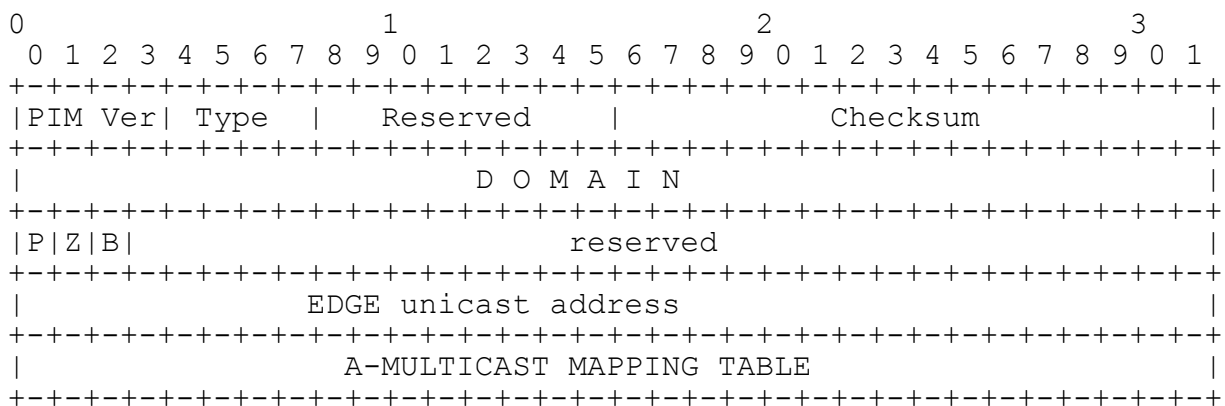 0                   1                   2                   3
 0 1 2 3 4 5 6 7 8 9 0 1 2 3 4 5 6 7 8 9 0 1 2 3 4 5 6 7 8 9 0 1
+-+-+-+-+-+-+-+-+-+-+-+-+-+-+-+-+-+-+-+-+-+-+-+-+-+-+-+-+-+-+-+-+
|PIM Ver| Type  |   Reserved    |           Checksum            |
+-+-+-+-+-+-+-+-+-+-+-+-+-+-+-+-+-+-+-+-+-+-+-+-+-+-+-+-+-+-+-+-+
|                        D O M A I N                            |
+-+-+-+-+-+-+-+-+-+-+-+-+-+-+-+-+-+-+-+-+-+-+-+-+-+-+-+-+-+-+-+-+
|P|Z|B|                       reserved                          |
+-+-+-+-+-+-+-+-+-+-+-+-+-+-+-+-+-+-+-+-+-+-+-+-+-+-+-+-+-+-+-+-+
|               EDGE unicast address                            |
+-+-+-+-+-+-+-+-+-+-+-+-+-+-+-+-+-+-+-+-+-+-+-+-+-+-+-+-+-+-+-+-+
|                 A-MULTICAST MAPPING TABLE                     |
+-+-+-+-+-+-+-+-+-+-+-+-+-+-+-+-+-+-+-+-+-+-+-+-+-+-+-+-+-+-+-+-+